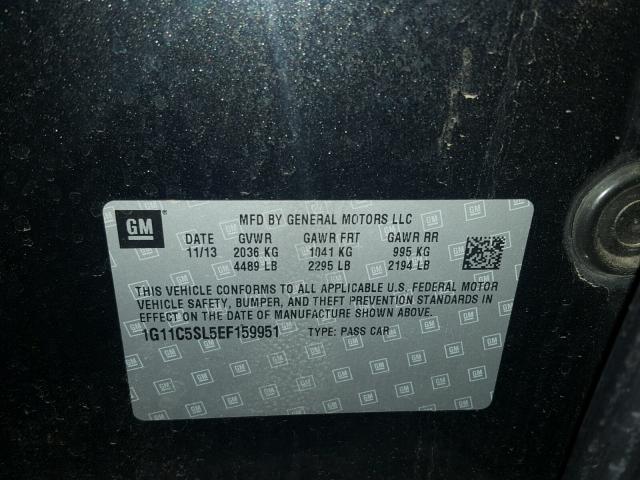 GM ®
MFD BY GENERAL MOTORS LLC
DATE GVWR GAWR FRT GAWR RR
11/13 2036 KG 1041 KG 995 KG
4489 LB 2295 LB 2194 LB
THIS VEHICLE CONFORMS TO ALL APPLICABLE U.S. FEDERAL MOTOR
VEHICLE SAFETY, BUMPER, AND THEFT PREVENTION STANDARDS IN
EFFECT ON THE DATE OF MANUFACTURE SHOWN ABOVE.
1G11C5SL5EF159951 TYPE: PASS CAR